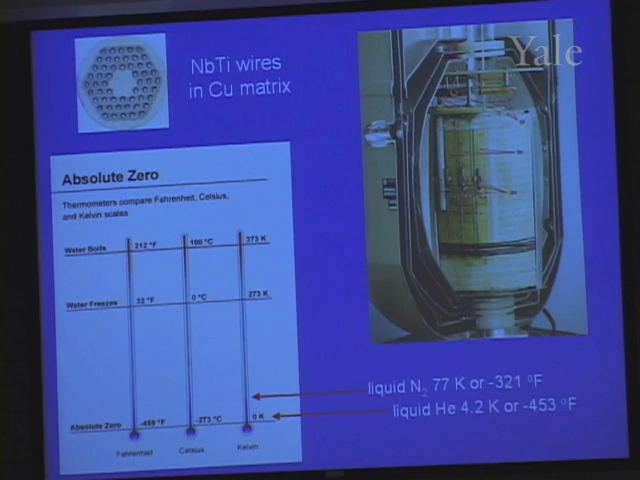 Yale
NbTi wires
in Cu matrix
Absolute Zero
Thermometers compare Fahrenheit, Celsius,
and Kelvin scales
Water Boils 212 °F 100 °C 373 K
Water Freezes 32 °F 0 °C 273 K
liquid N₂ 77 K or -321 °F
liquid He 4.2 K or -453 °F
Absolute Zero -459 °F -273 °C 0 K
Fahrenheit Celsius Kelvin